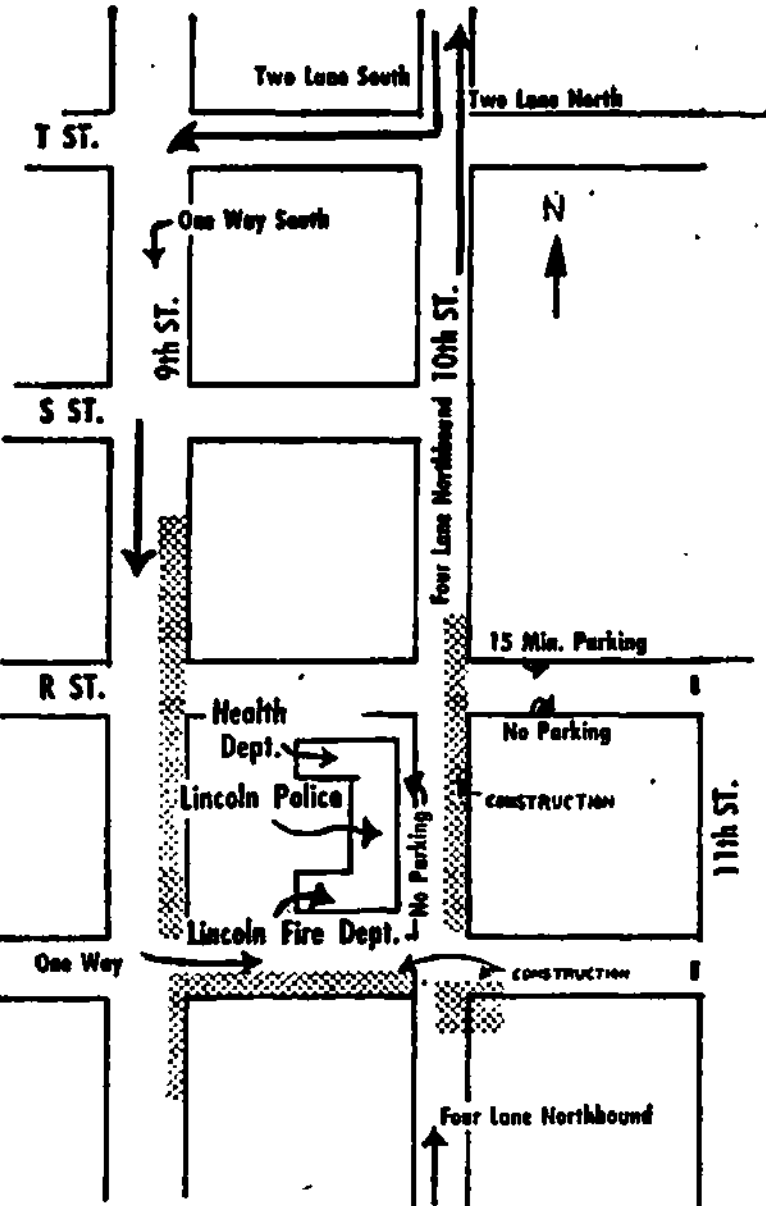 Two Lane South
Two Lane North
T ST.
One Way South
N
9th ST.
10th ST.
S ST.
Four Lane Northbound
15 Min. Parking
R ST.
No Parking
Health
Dept.
Lincoln Police
No Parking
CONSTRUCTION
11th ST.
Lincoln Fire Dept.
One Way
CONSTRUCTION
Four Lane Northbound